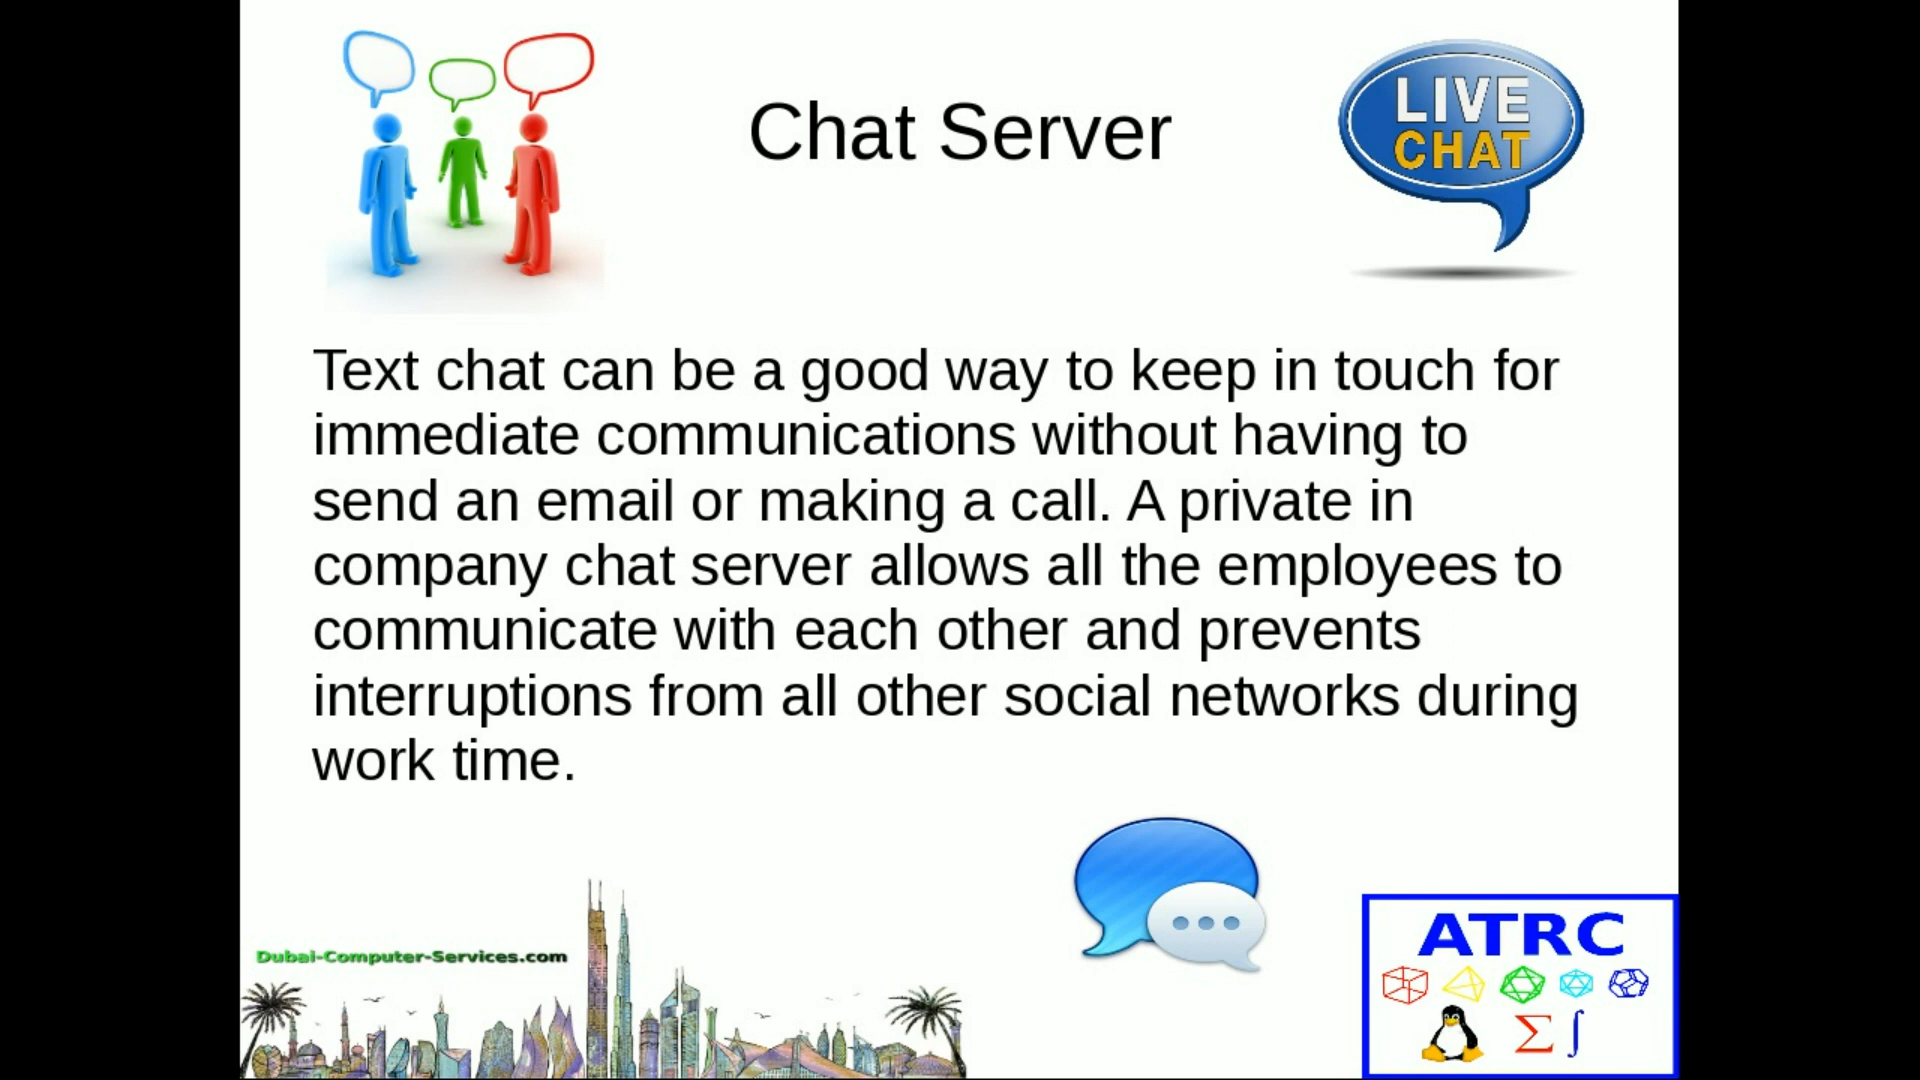 Chat Server
LIVE
CHAT
Text chat can be a good way to keep in touch for
immediate communications without having to
send an email or making a call. A private in
company chat server allows all the employees to
communicate with each other and prevents
interruptions from all other social networks during
work time.
Dubai-Computer-Services.com
ATRC
Σ ∫